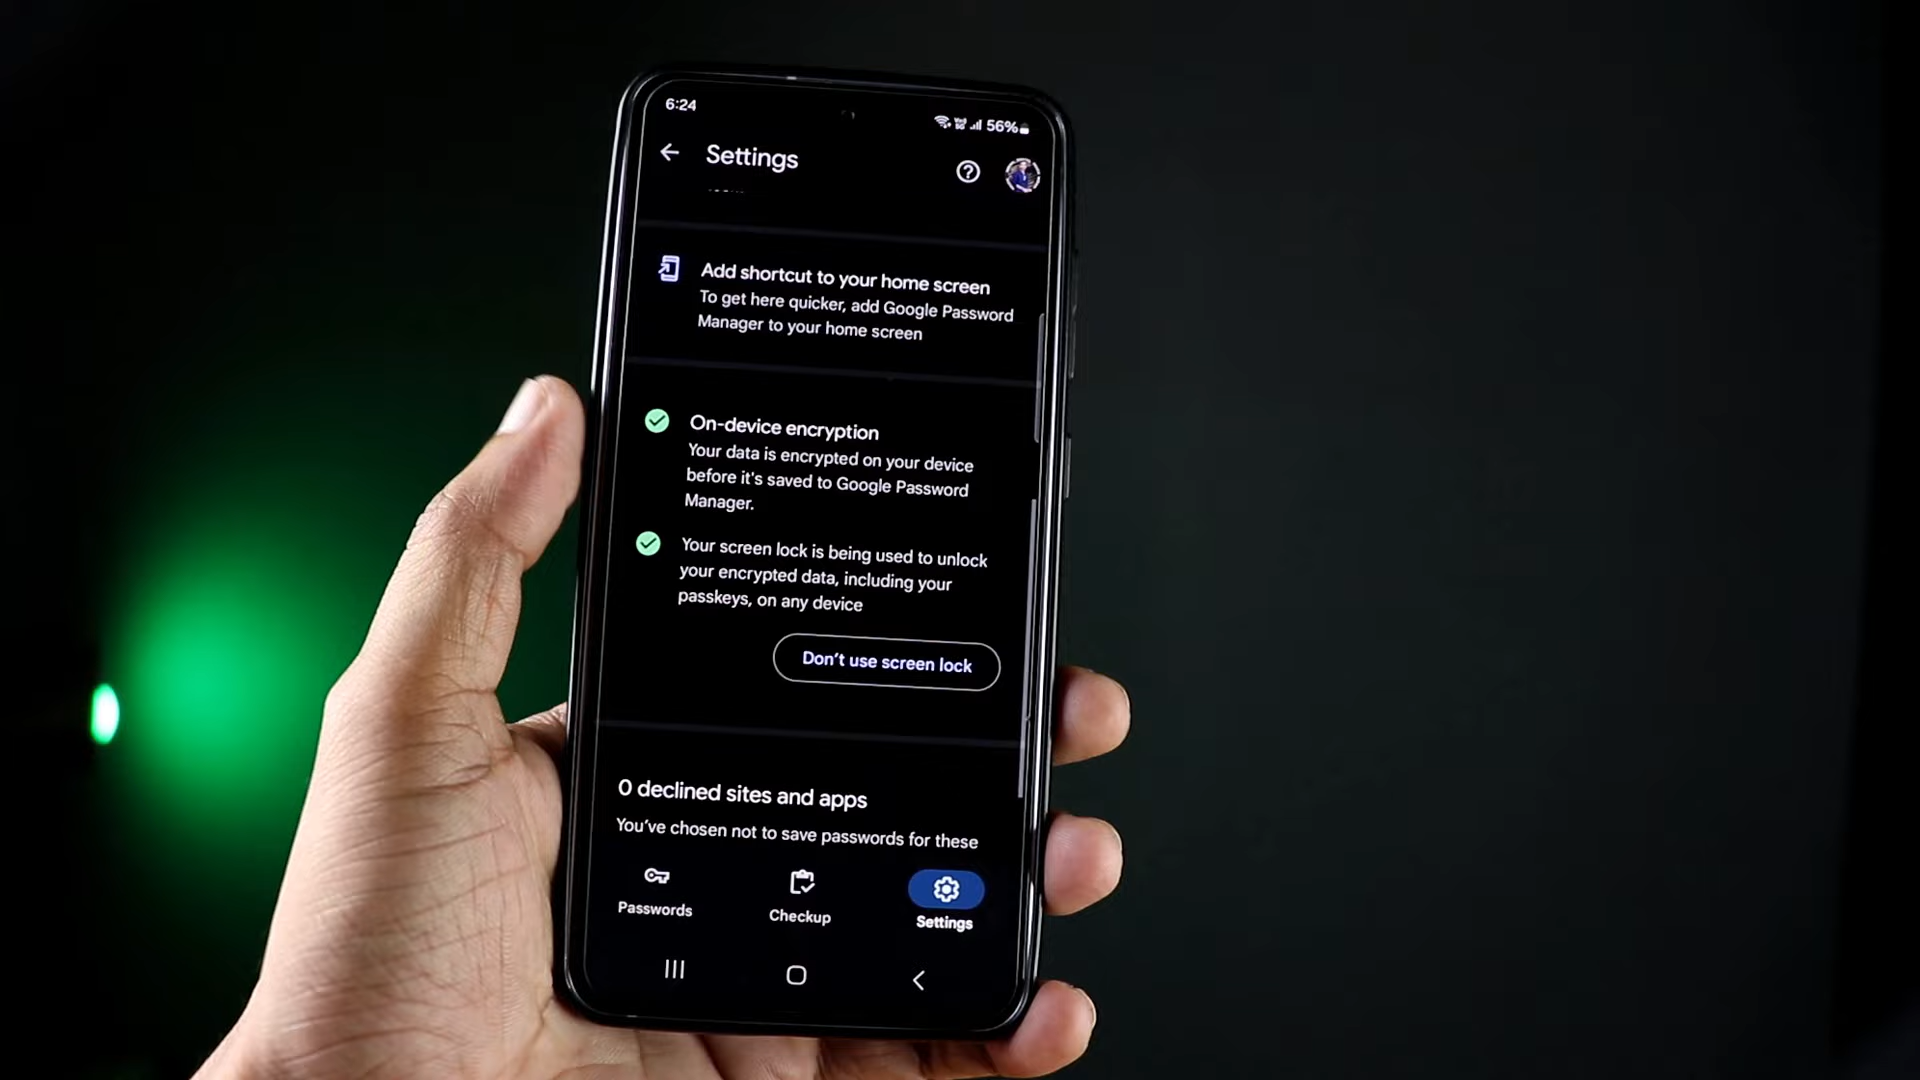 6:24
56%
Settings
Add shortcut to your home screen
To get here quicker, add Google Password
Manager to your home screen
On-device encryption
Your data is encrypted on your device
before it's saved to Google Password
Manager.
Your screen lock is being used to unlock
your encrypted data, including your
passkeys, on any device
Don't use screen lock
0 declined sites and apps
You've chosen not to save passwords for these
Passwords
Checkup
Settings